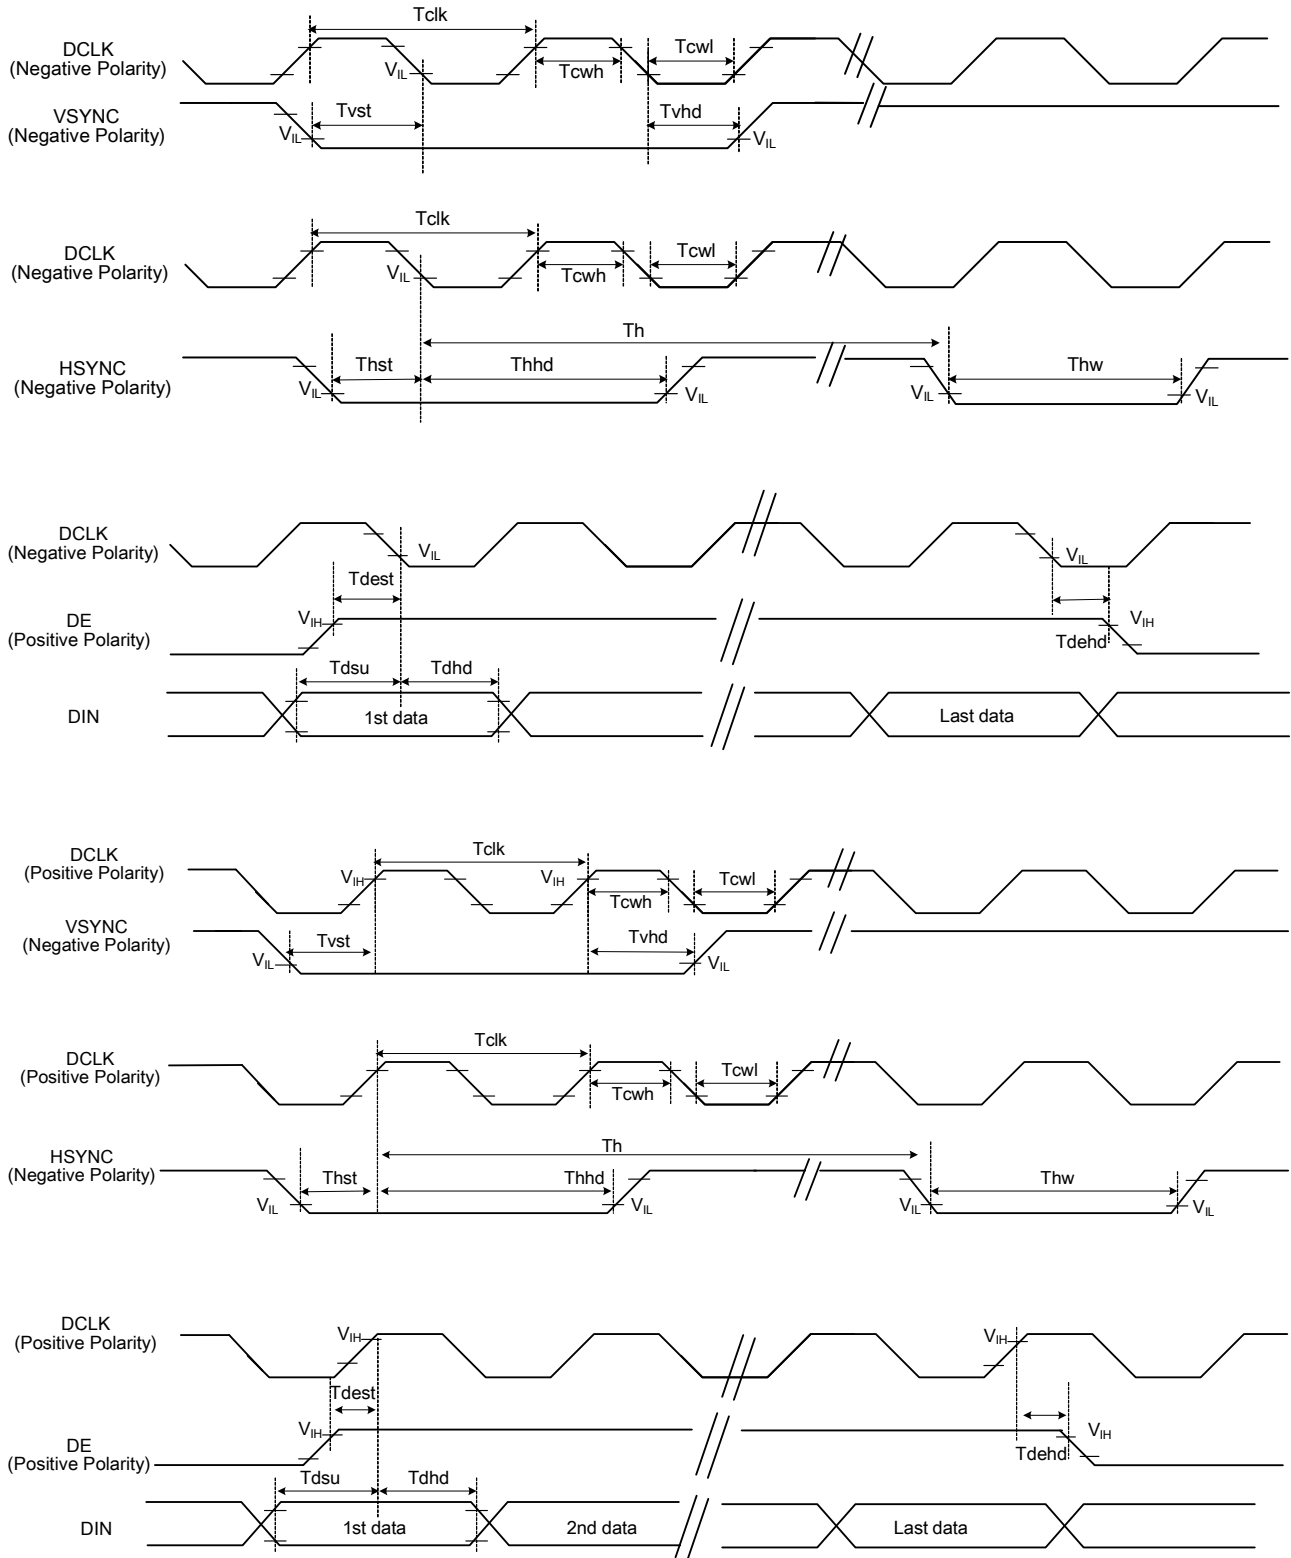 Tclk
DCLK
(Negative Polarity)
Tcwl
VIL
Tcwh
VSYNC
(Negative Polarity)
Tvst
Tvhd
VIL
VIL
Tclk
DCLK
(Negative Polarity)
Tcwl
VIL
Tcwh
Th
HSYNC
(Negative Polarity)
Thst
Thhd
Thw
VIL
VIL
VIL
VIL
DCLK
(Negative Polarity)
VIL
VIL
Tdest
DE
(Positive Polarity)
VIH
VIH
Tdehd
Tdsu
Tdhd
DIN
1st data
Last data
DCLK
(Positive Polarity)
Tclk
VIH
VIH
Tcwl
Tcwh
VSYNC
(Negative Polarity)
Tvst
Tvhd
VIL
VIL
Tclk
DCLK
(Positive Polarity)
Tcwl
Tcwh
Th
HSYNC
(Negative Polarity)
Thst
Thhd
Thw
VIL
VIL
VIL
VIL
DCLK
(Positive Polarity)
VIH
VIH
Tdest
DE
(Positive Polarity)
VIH
VIH
Tdehd
Tdsu
Tdhd
DIN
1st data
2nd data
Last data